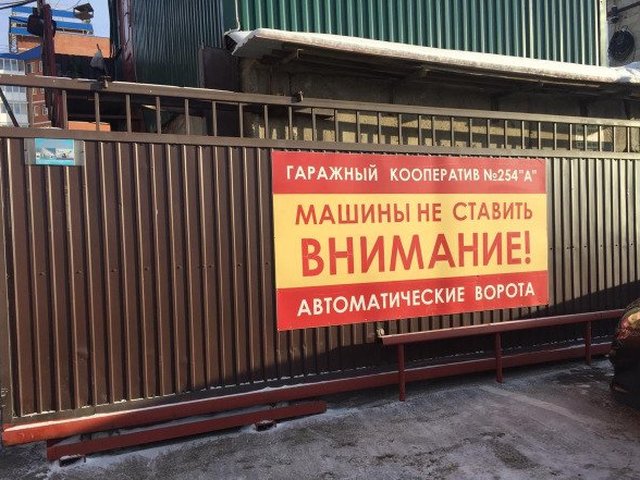 ГАРАЖНЫЙ КООПЕРАТИВ №254"А"
МАШИНЫ НЕ СТАВИТЬ
ВНИМАНИЕ!
АВТОМАТИЧЕСКИЕ ВОРОТА